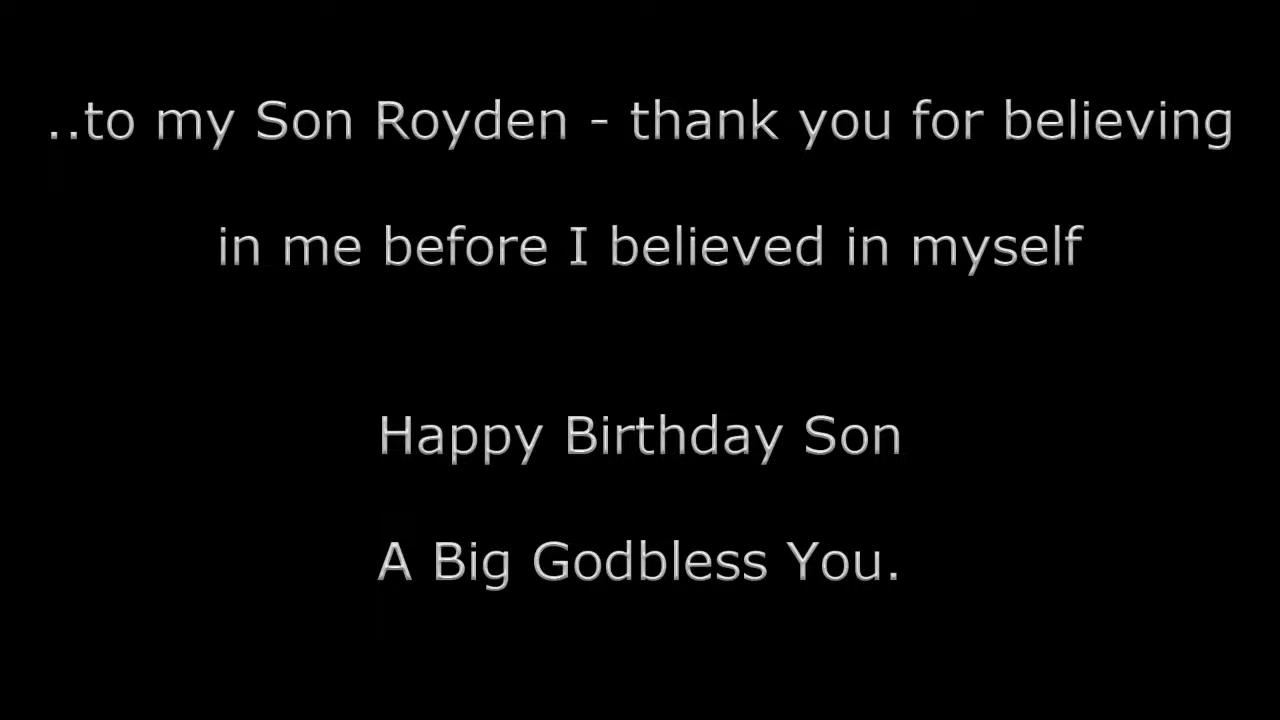 ..to my Son Royden - thank you for believing
in me before I believed in myself
Happy Birthday Son
A Big Godbless You.